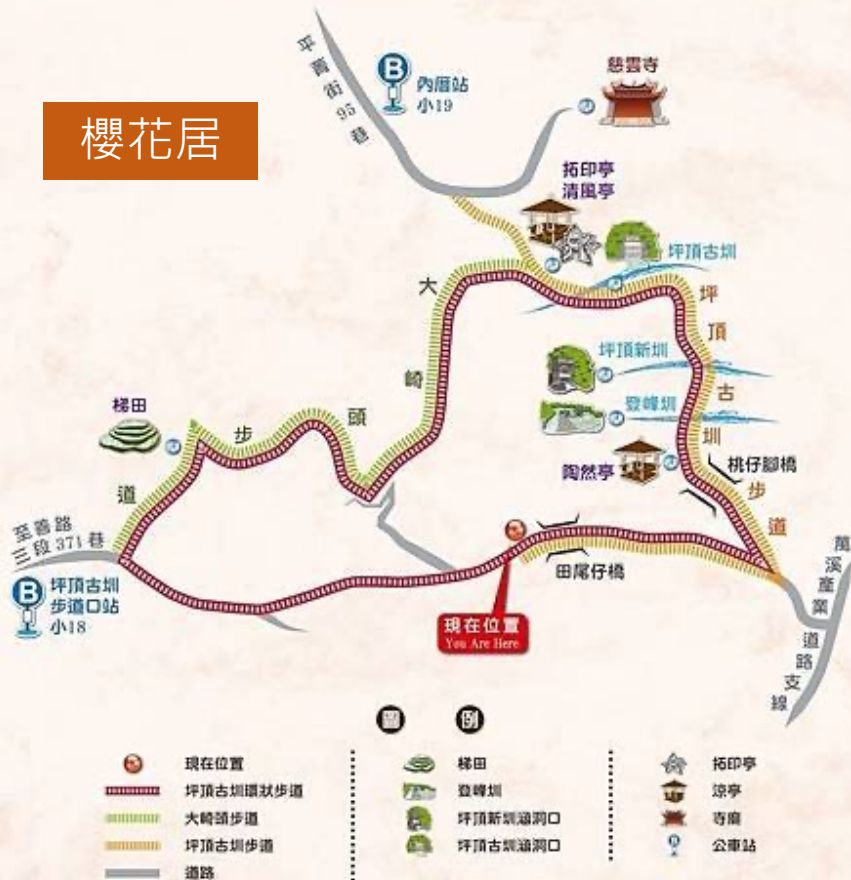 平菁街95巷
內厝站
小19
慈雲寺
櫻花居
拓印亭
清風亭
坪頂古圳
坪頂古圳步道
坪頂新圳
登峰圳
梯田
大崎頭步道
陶然亭
桃仔腳橋
至善路
三段371巷
坪頂古圳
步道口站
小18
田尾仔橋
萬溪產業道路支線
現在位置
You Are Here
圖例
現在位置
坪頂古圳環狀步道
大崎頭步道
坪頂古圳步道
道路
梯田
登峰圳
坪頂新圳涵洞口
坪頂古圳涵洞口
拓印亭
涼亭
寺廟
公車站
B
B